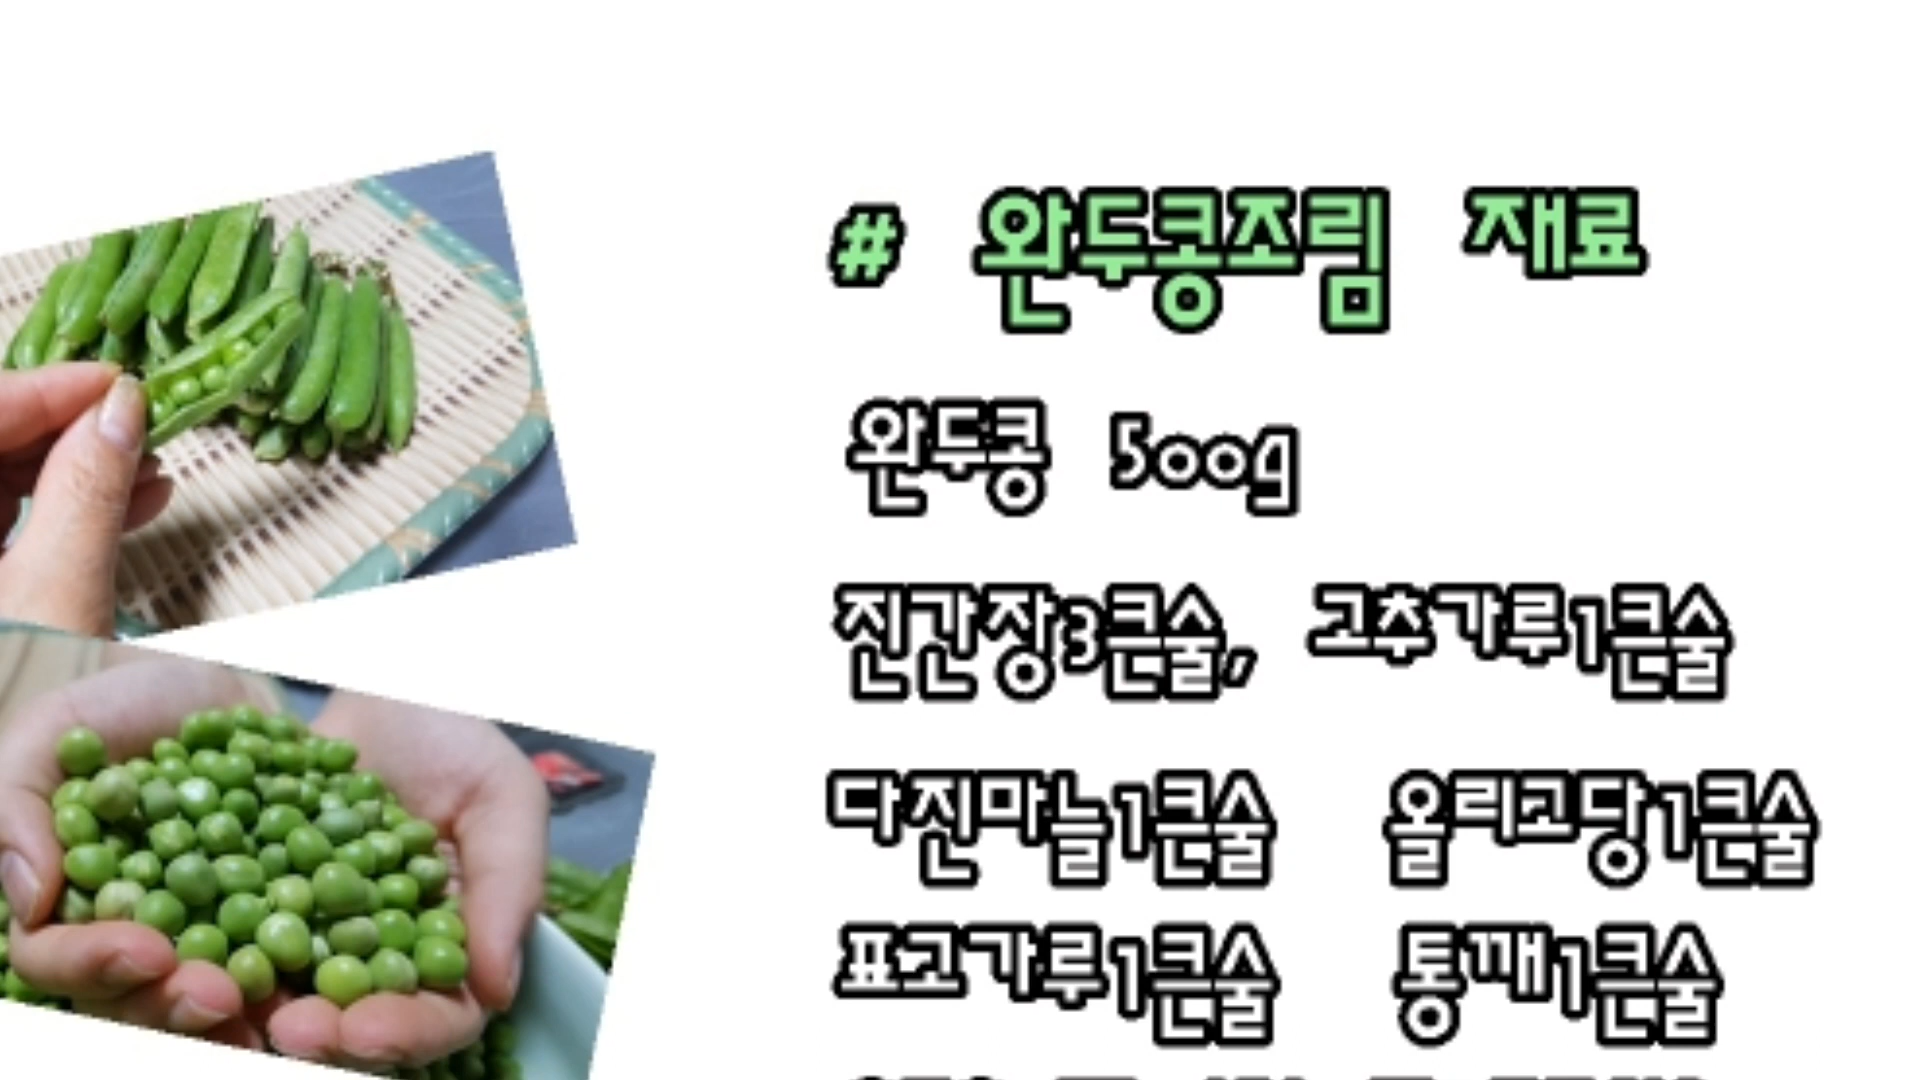 # 완두콩조림 재료
완두콩 500g
진간장3큰술, 고추가루1큰술
다진마늘1큰술 올리고당1큰술
표고가루1큰술 통깨1큰술